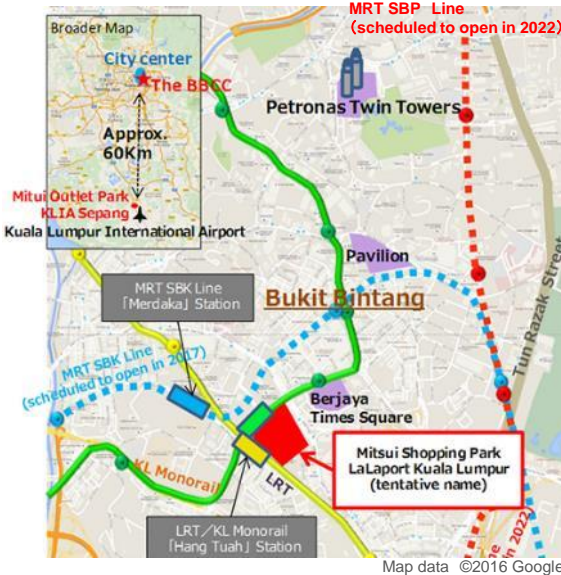 MRT SBP Line
(scheduled to open in 2022)
Broader Map
City center
The BBCC
Approx.
60Km
Mitui Outlet Park
KLIA Sepang
Kuala Lumpur International Airport
Petronas Twin Towers
Pavilion
Tun Razak Street
MRT SBK Line
「Merdaka」Station
Bukit Bintang
MRT SBK Line
(scheduled to open in 2017)
Berjaya
Times Square
Mitsui Shopping Park
LaLaport Kuala Lumpur
(tentative name)
KL Monorail
LRT
LRT／KL Monorail
「Hang Tuah」Station
in 2022)
Map data ©2016 Google